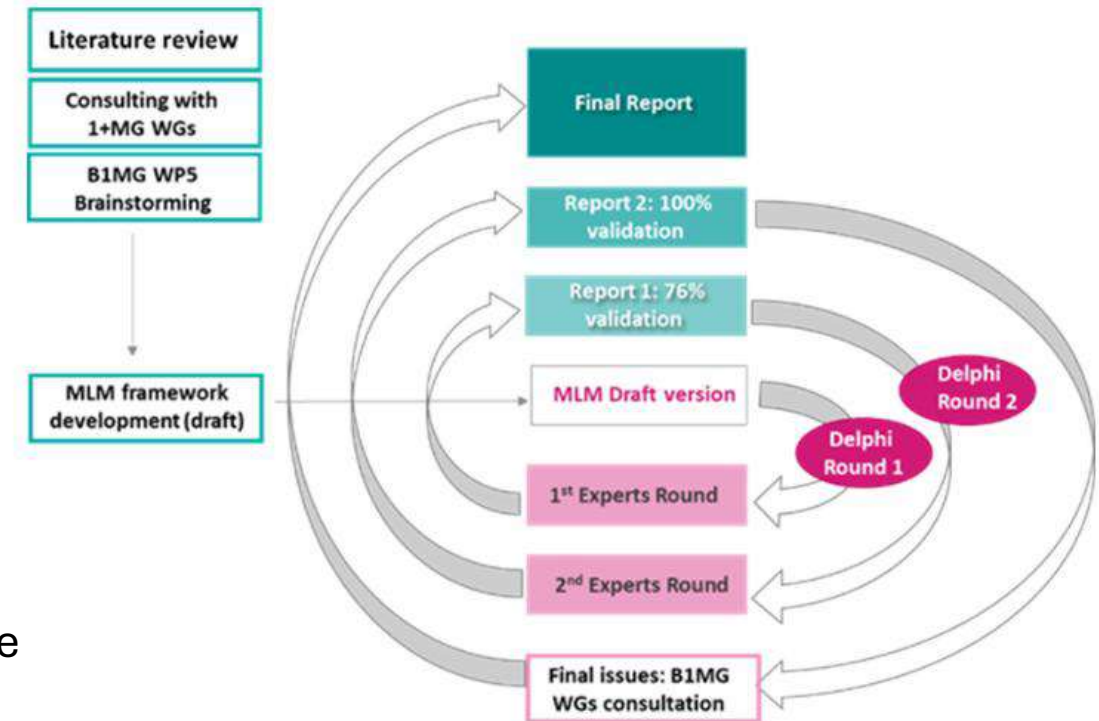 Literature review
Consulting with
1+MG WGs
B1MG WP5
Brainstorming
MLM framework
development (draft)
Final Report
Report 2: 100%
validation
Report 1: 76%
validation
MLM Draft version
Delphi
Round 2
Delphi
Round 1
1st Experts Round
2nd Experts Round
Final issues: B1MG
WGs consultation
e